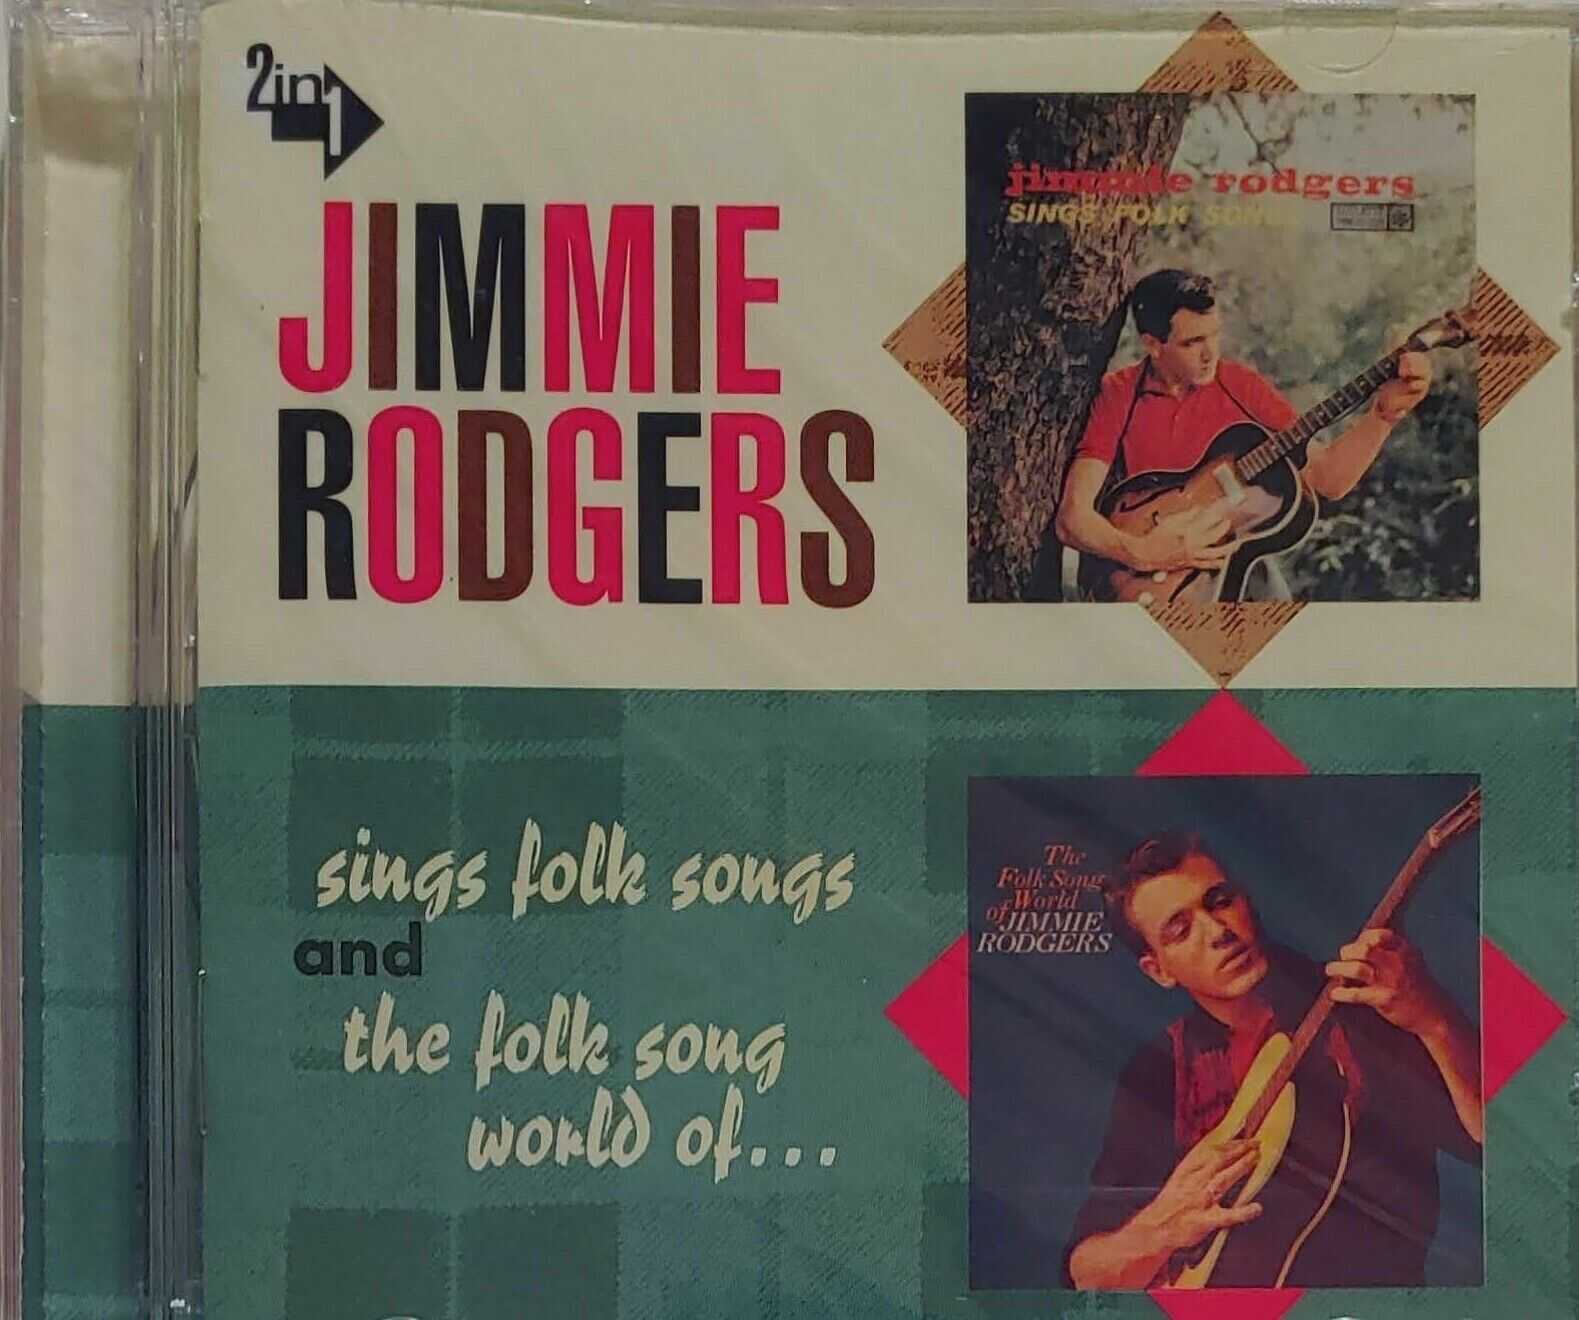 2in1
JIMMIE
RODGERS
jimmie rodgers
SINGS FOLK SONGS
sings folk songs
and
the folk song
world of...
The
Folk Song
World
of JIMMIE
RODGERS